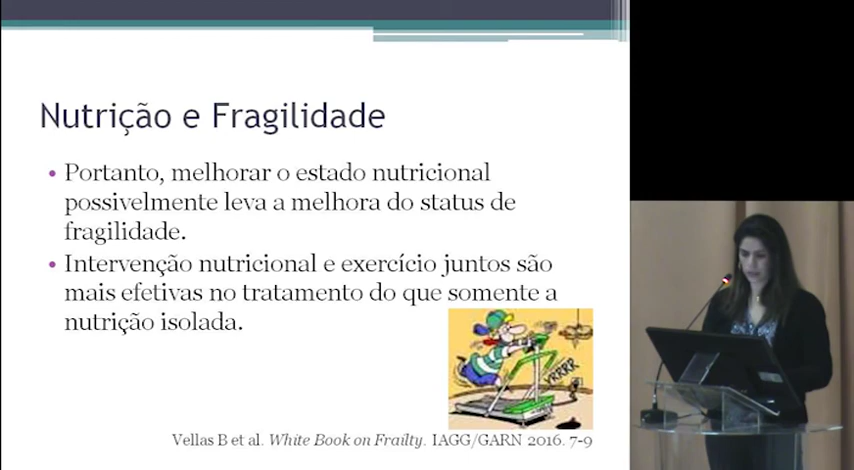 Nutrição e Fragilidade
• Portanto, melhorar o estado nutricional
possivelmente leva a melhora do status de
fragilidade.
• Intervenção nutricional e exercício juntos são
mais efetivas no tratamento do que somente a
nutrição isolada.
YRRRR
Vellas B et al. White Book on Frailty. IAGG/GARN 2016. 7-9